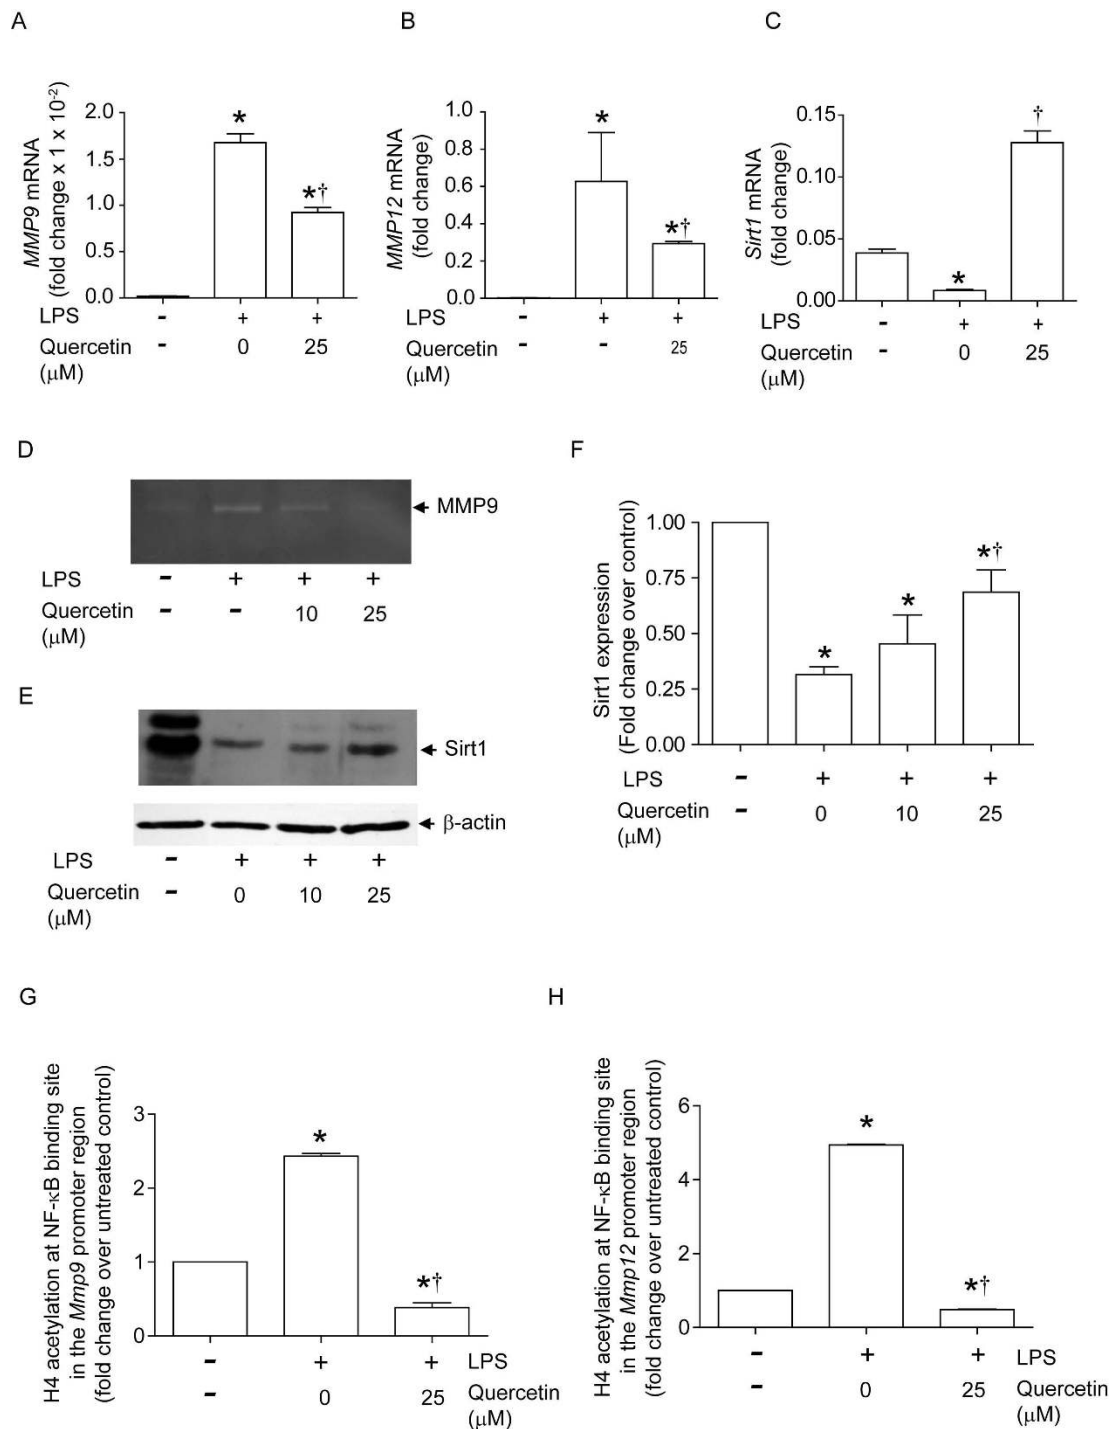 A
MMP9 mRNA
(fold change x 1 x 10-2)
2.0
1.5
1.0
0.5
0.0
*
*†
LPS - + +
Quercetin - 0 25
(μM)
B
MMP12 mRNA
(fold change)
1.0
0.8
0.6
0.4
0.2
0.0
*
*†
LPS - + +
Quercetin - - 25
(μM)
C
Sirt1 mRNA
(fold change)
0.15
0.10
0.05
0.00
*
†
LPS - + +
Quercetin - 0 25
(μM)
D
MMP9
LPS - + + +
Quercetin - - 10 25
(μM)
E
Sirt1
β-actin
LPS - + + +
Quercetin - 0 10 25
(μM)
F
Sirt1 expression
(Fold change over control)
1.00
0.75
0.50
0.25
0.00
*
*
*†
LPS - + + +
Quercetin - 0 10 25
(μM)
G
H4 acetylation at NF-κB binding site
in the Mmp9 promoter region
(fold change over untreated control)
3
2
1
0
*
*†
- + + LPS
- 0 25 Quercetin
(μM)
H
H4 acetylation at NF-κB binding site
in the Mmp12 promoter region
(fold change over untreated control)
6
4
2
0
*
*†
- + + LPS
- 0 25 Quercetin
(μM)